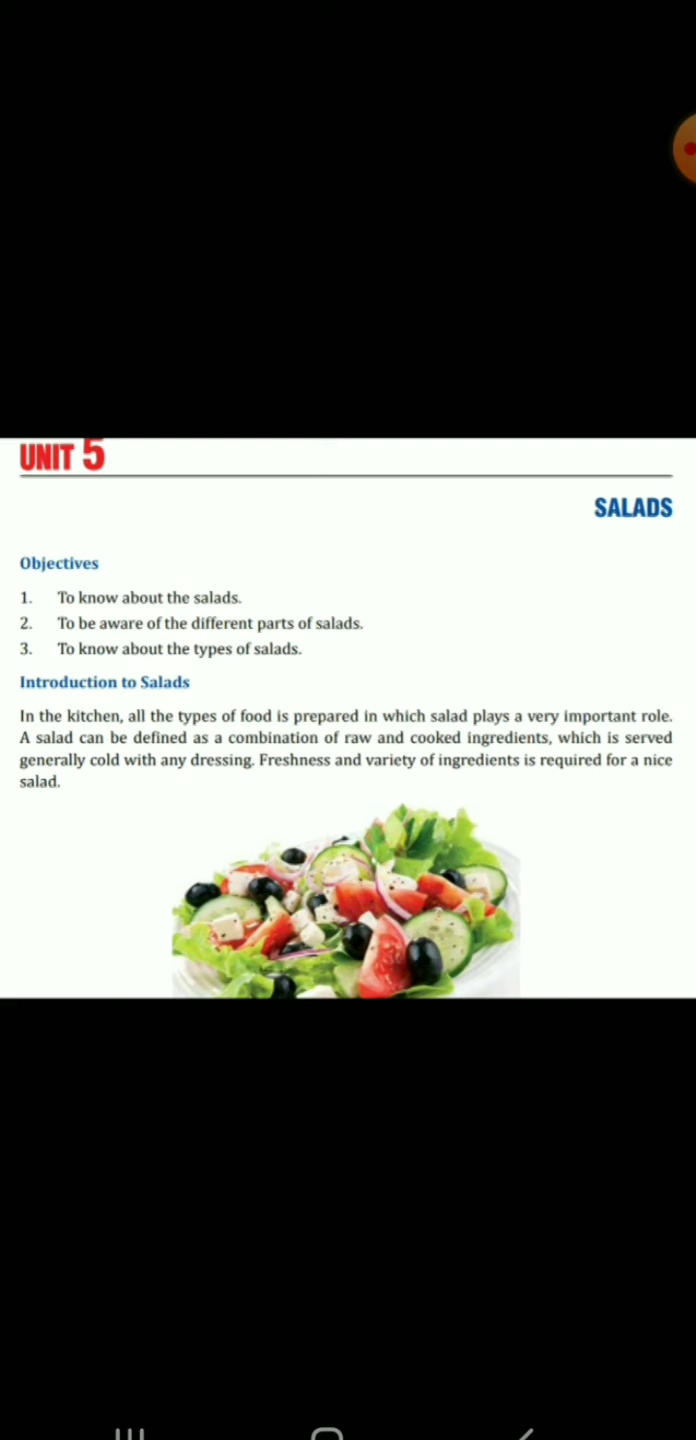 UNIT 5
SALADS
Objectives
1. To know about the salads.
2. To be aware of the different parts of salads.
3. To know about the types of salads.
Introduction to Salads
In the kitchen, all the types of food is prepared in which salad plays a very important role.
A salad can be defined as a combination of raw and cooked ingredients, which is served
generally cold with any dressing. Freshness and variety of ingredients is required for a nice
salad.